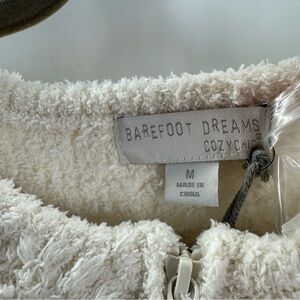 BAREFOOT DREAMS
COZYCHIC®
M
MADE IN
CHINA